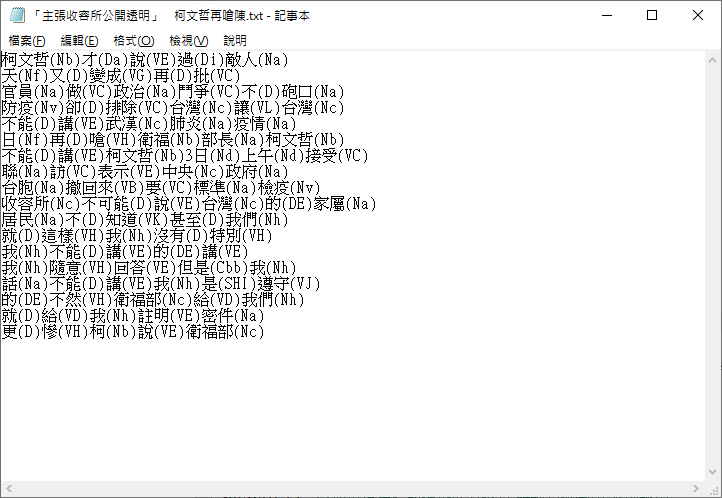 「主張收容所公開透明」　柯文哲再嗆陳.txt - 記事本
檔案(F) 編輯(E) 格式(O) 檢視(V) 說明
柯文哲(Nb)才(Da)說(VE)過(Di)敵人(Na)
天(Nf)又(D)變成(VG)再(D)批(VC)
官員(Na)做(VC)政治(Na)鬥爭(VC)不(D)砲口(Na)
防疫(Nv)卻(D)排除(VC)台灣(Nc)讓(VL)台灣(Nc)
不能(D)講(VE)武漢(Nc)肺炎(Na)疫情(Na)
日(Nf)再(D)嗆(VH)衛福(Nb)部長(Na)柯文哲(Nb)
不能(D)講(VE)柯文哲(Nb)3日(Nd)上午(Nd)接受(VC)
聯(Na)訪(VC)表示(VE)中央(Nc)政府(Na)
台胞(Na)撤回來(VB)要(VC)標準(Na)檢疫(Nv)
收容所(Nc)不可能(D)說(VE)台灣(Nc)的(DE)家屬(Na)
居民(Na)不(D)知道(VK)甚至(D)我們(Nh)
就(D)這樣(VH)我(Nh)沒有(D)特別(VH)
我(Nh)不能(D)講(VE)的(DE)講(VE)
我(Nh)隨意(VH)回答(VE)但是(Cbb)我(Nh)
話(Na)不能(D)講(VE)我(Nh)是(SHI)遵守(VJ)
的(DE)不然(VH)衛福部(Nc)給(VD)我們(Nh)
就(D)給(VD)我(Nh)註明(VE)密件(Na)
更(D)慘(VH)柯(Nb)說(VE)衛福部(Nc)